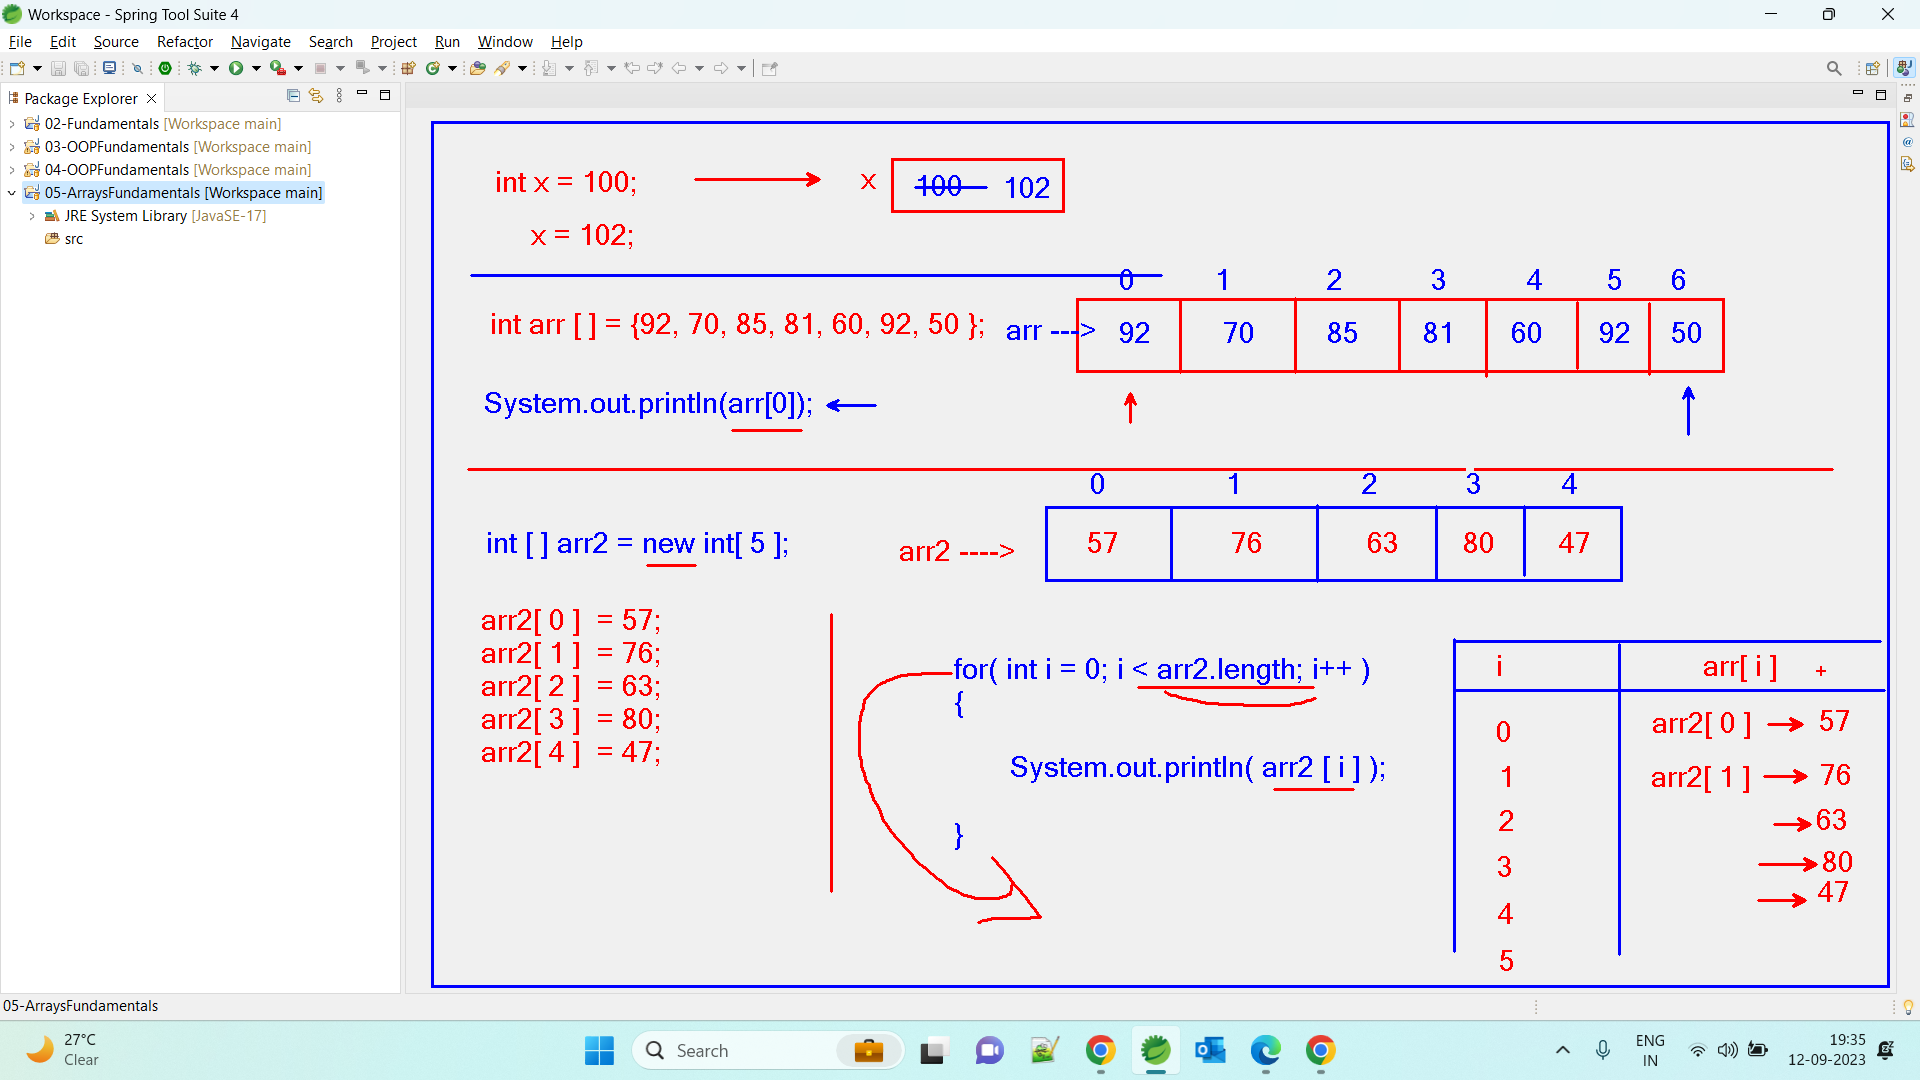 Workspace - Spring Tool Suite 4
File Edit Source Refactor Navigate Search Project Run Window Help
Package Explorer
02-Fundamentals [Workspace main]
03-OOPFundamentals [Workspace main]
04-OOPFundamentals [Workspace main]
05-ArraysFundamentals [Workspace main]
JRE System Library [JavaSE-17]
src
int x = 100; x 100 102
x = 102;
0 1 2 3 4 5 6
int arr [ ] = {92, 70, 85, 81, 60, 92, 50 }; arr ---> 92 70 85 81 60 92 50
System.out.println(arr[0]);
0 1 2 3 4
int [ ] arr2 = new int[ 5 ]; arr2 ----> 57 76 63 80 47
arr2[ 0 ] = 57;
arr2[ 1 ] = 76;
arr2[ 2 ] = 63;
arr2[ 3 ] = 80;
arr2[ 4 ] = 47;
for( int i = 0; i < arr2.length; i++ )
{
System.out.println( arr2 [ i ] );
}
i arr[ i ] +
0 arr2[ 0 ] 57
1 arr2[ 1 ] 76
2 63
3 80
4 47
5
05-ArraysFundamentals
27°C
Clear
Search
ENG
IN
19:35
12-09-2023